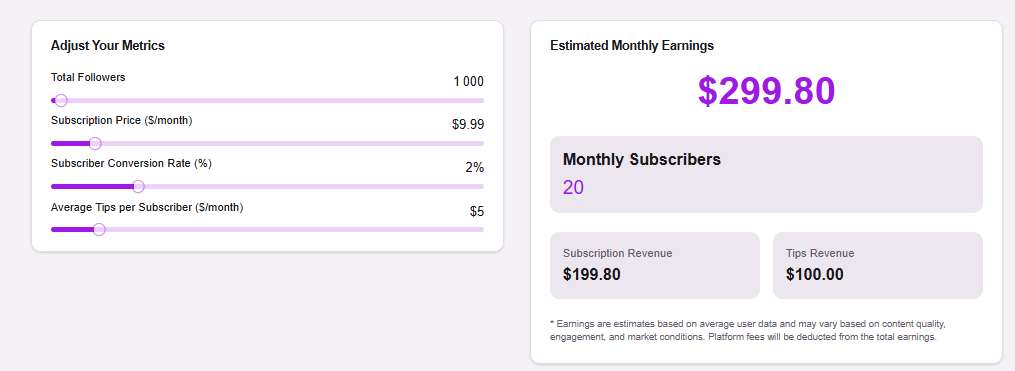 Adjust Your Metrics
Total Followers
1 000
Subscription Price ($/month)
$9.99
Subscriber Conversion Rate (%)
2%
Average Tips per Subscriber ($/month)
$5
Estimated Monthly Earnings
$299.80
Monthly Subscribers
20
Subscription Revenue
$199.80
Tips Revenue
$100.00
* Earnings are estimates based on average user data and may vary based on content quality,
engagement, and market conditions. Platform fees will be deducted from the total earnings.